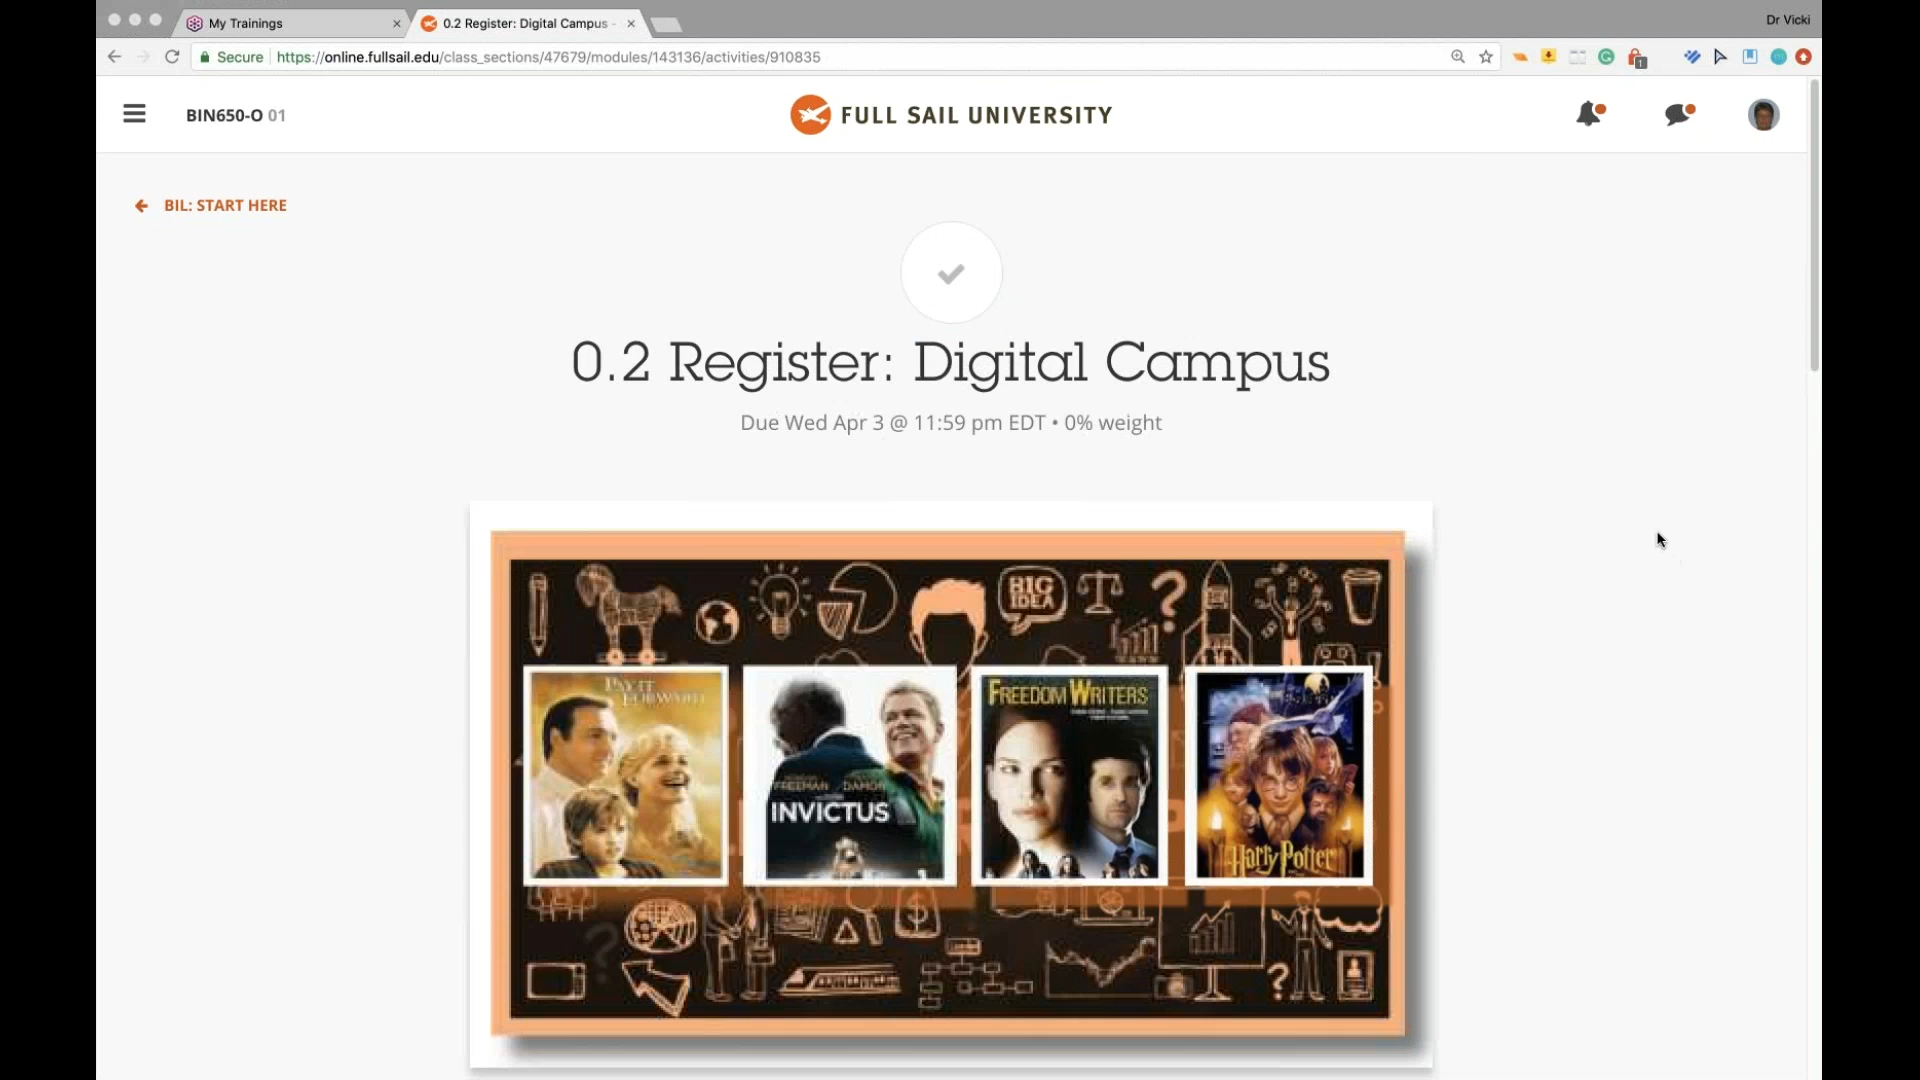 My Trainings
0.2 Register: Digital Campus -
Dr Vicki
Secure https://online.fullsail.edu/class_sections/47679/modules/143136/activities/910835
1
BIN650-O 01
FULL SAIL UNIVERSITY
BIL: START HERE
0.2 Register: Digital Campus
Due Wed Apr 3 @ 11:59 pm EDT • 0% weight
BIG
IDEA
PAY IT
FORWARD
FREEMAN DAMON
INVICTUS
FREEDOM WRITERS
Harry Potter